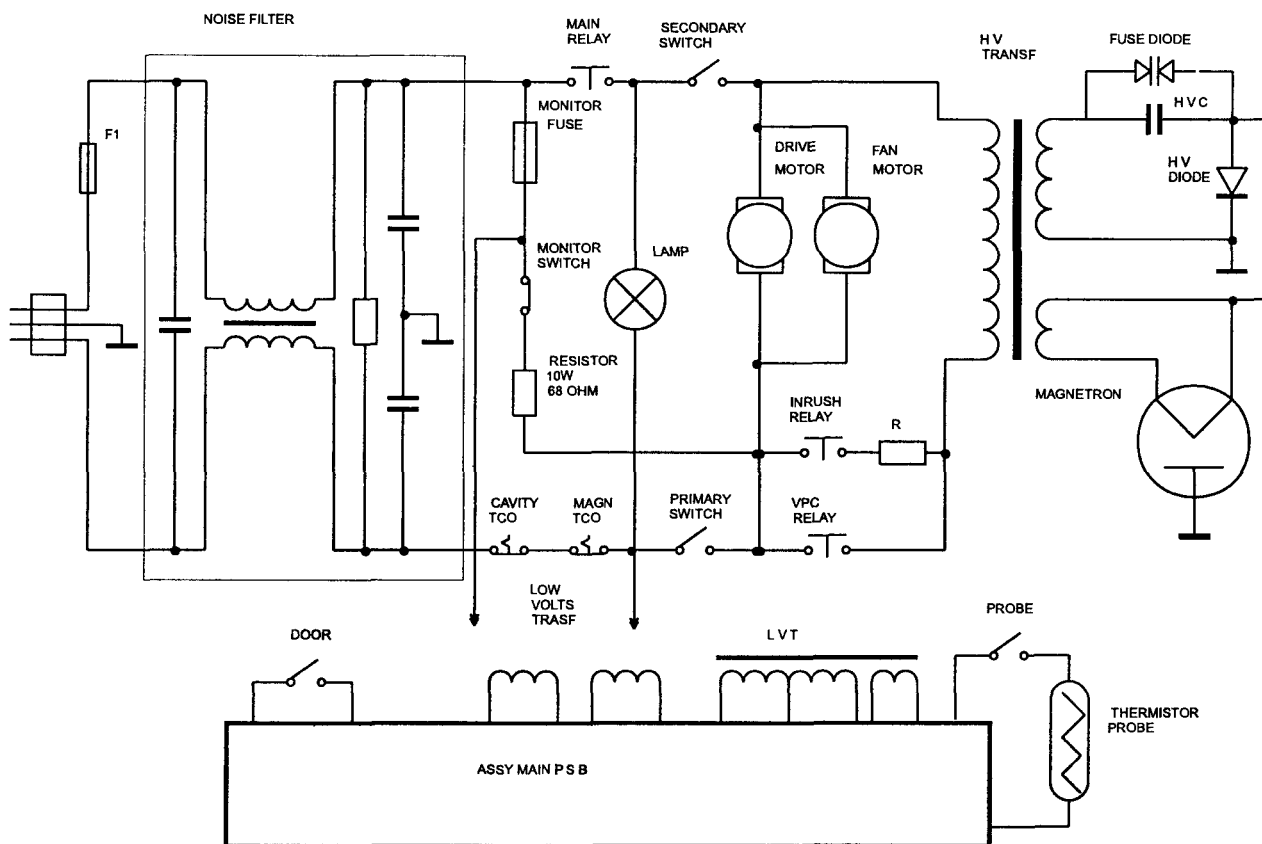 NOISE FILTER
MAIN
RELAY
SECONDARY
SWITCH
H V
TRANSF
FUSE DIODE
F1
MONITOR
FUSE
H V C
DRIVE
MOTOR
FAN
MOTOR
H V
DIODE
MONITOR
SWITCH
LAMP
RESISTOR
10W
68 OHM
INRUSH
RELAY
R
MAGNETRON
CAVITY
TCO
MAGN
TCO
PRIMARY
SWITCH
VPC
RELAY
LOW
VOLTS
TRASF
DOOR
L V T
PROBE
THERMISTOR
PROBE
ASSY MAIN P S B